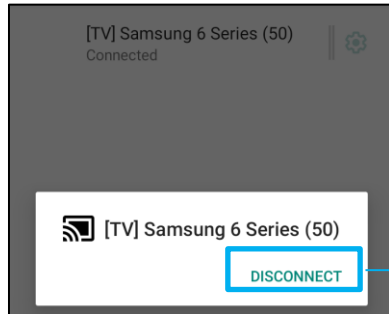 [TV] Samsung 6 Series (50)
Connected
[TV] Samsung 6 Series (50)
DISCONNECT